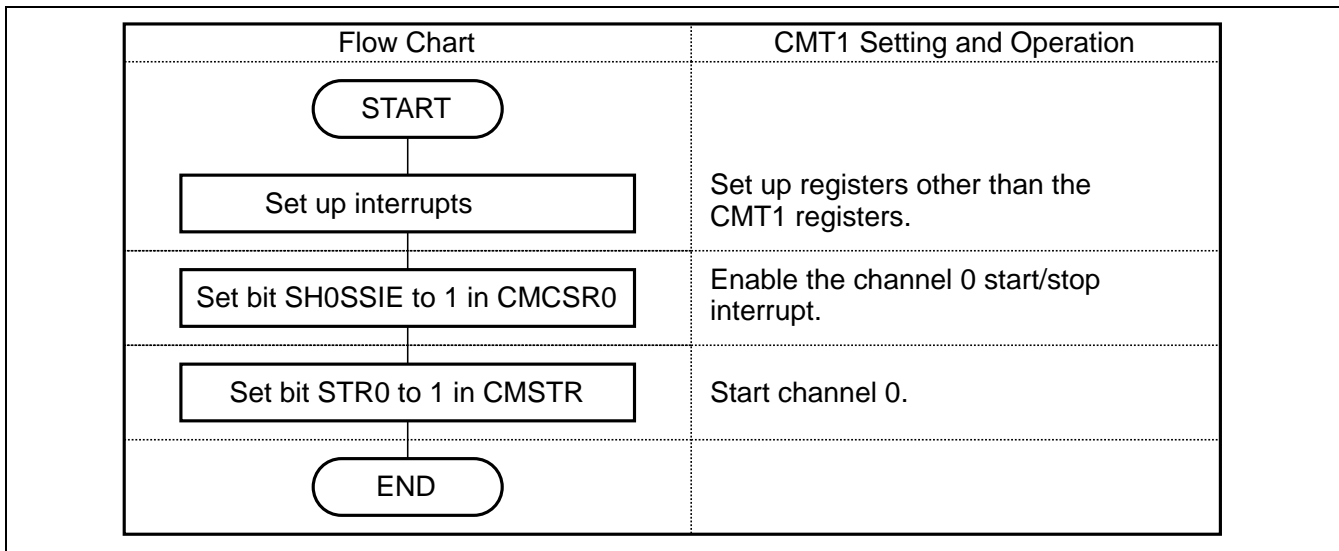 Flow Chart
CMT1 Setting and Operation
START
Set up interrupts
Set up registers other than the
CMT1 registers.
Set bit SH0SSIE to 1 in CMCSR0
Enable the channel 0 start/stop
interrupt.
Set bit STR0 to 1 in CMSTR
Start channel 0.
END